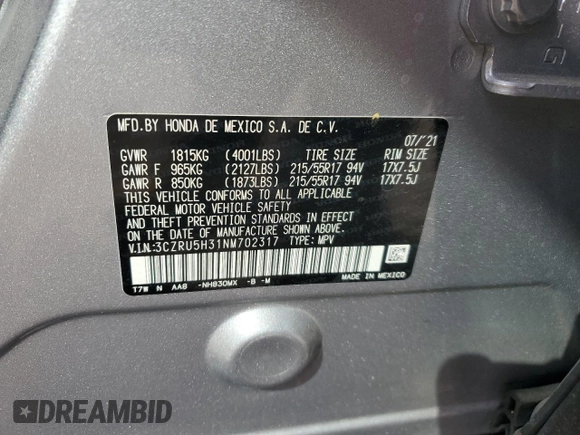 MFD.BY HONDA DE MEXICO S.A. DE C.V.
07/'21
GVWR 1815KG (4001LBS) TIRE SIZE RIM SIZE
GAWR F 965KG (2127LBS) 215/55R17 94V 17X7.5J
GAWR R 850KG (1873LBS) 215/55R17 94V 17X7.5J
THIS VEHICLE CONFORMS TO ALL APPLICABLE
FEDERAL MOTOR VEHICLE SAFETY
AND THEFT PREVENTION STANDARDS IN EFFECT
ON THE DATE OF MANUFACTURE SHOWN ABOVE.
V.I.N:3CZRU5H31NM702317 TYPE: MPV
T7W N AA6 -NH830MX -B -M MADE IN MEXICO
DREAMBID